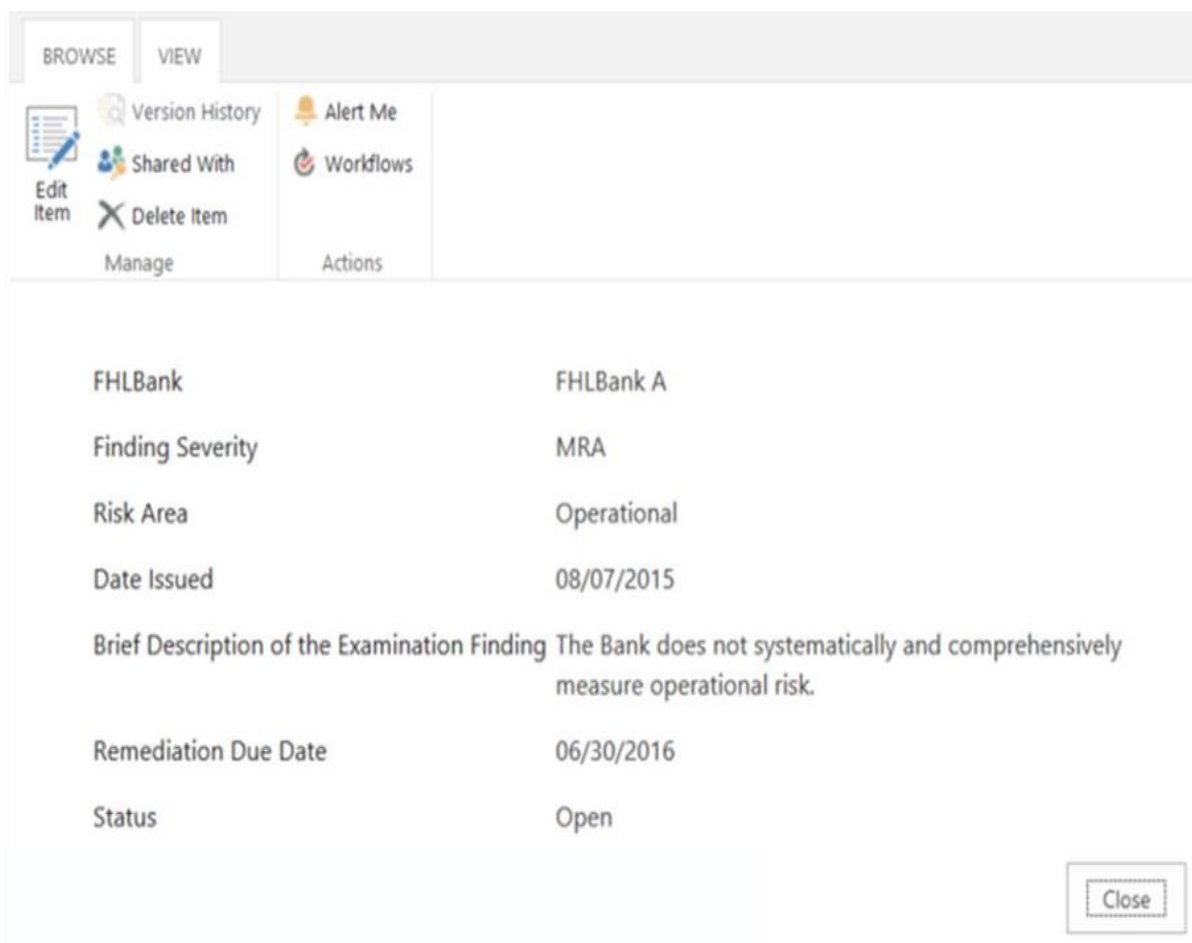 BROWSE VIEW
Edit Item
Version History
Shared With
Delete Item
Manage
Alert Me
Workflows
Actions
FHLBank FHLBank A
Finding Severity MRA
Risk Area Operational
Date Issued 08/07/2015
Brief Description of the Examination Finding The Bank does not systematically and comprehensively
measure operational risk.
Remediation Due Date 06/30/2016
Status Open
Close